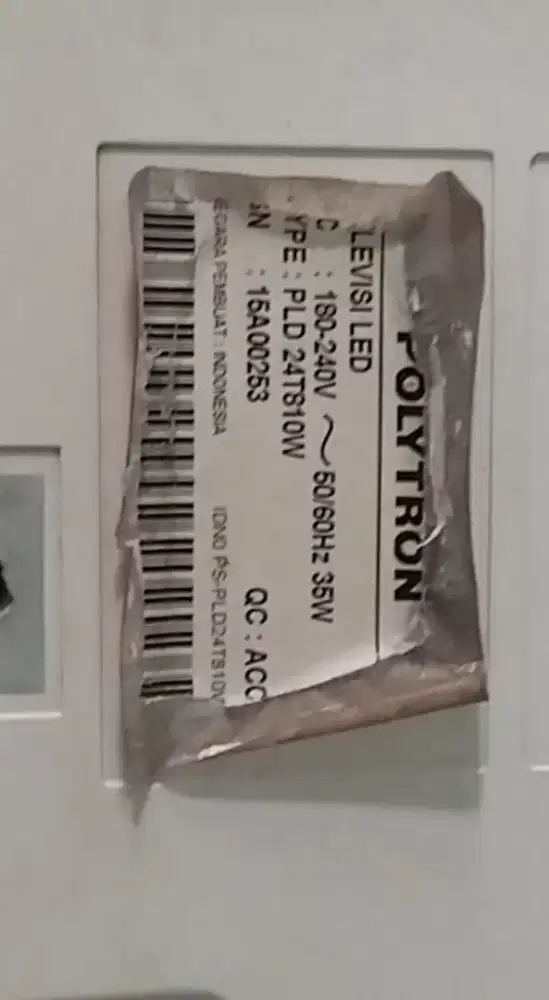 POLYTRON
LEVISI LED
C : 180-240V ~ 50/60Hz 35W
YPE : PLD 24T810W
N : 15A00253 QC : ACC
EGARA PEMBUAT : INDONESIA IDNO PS-PLD24T810W